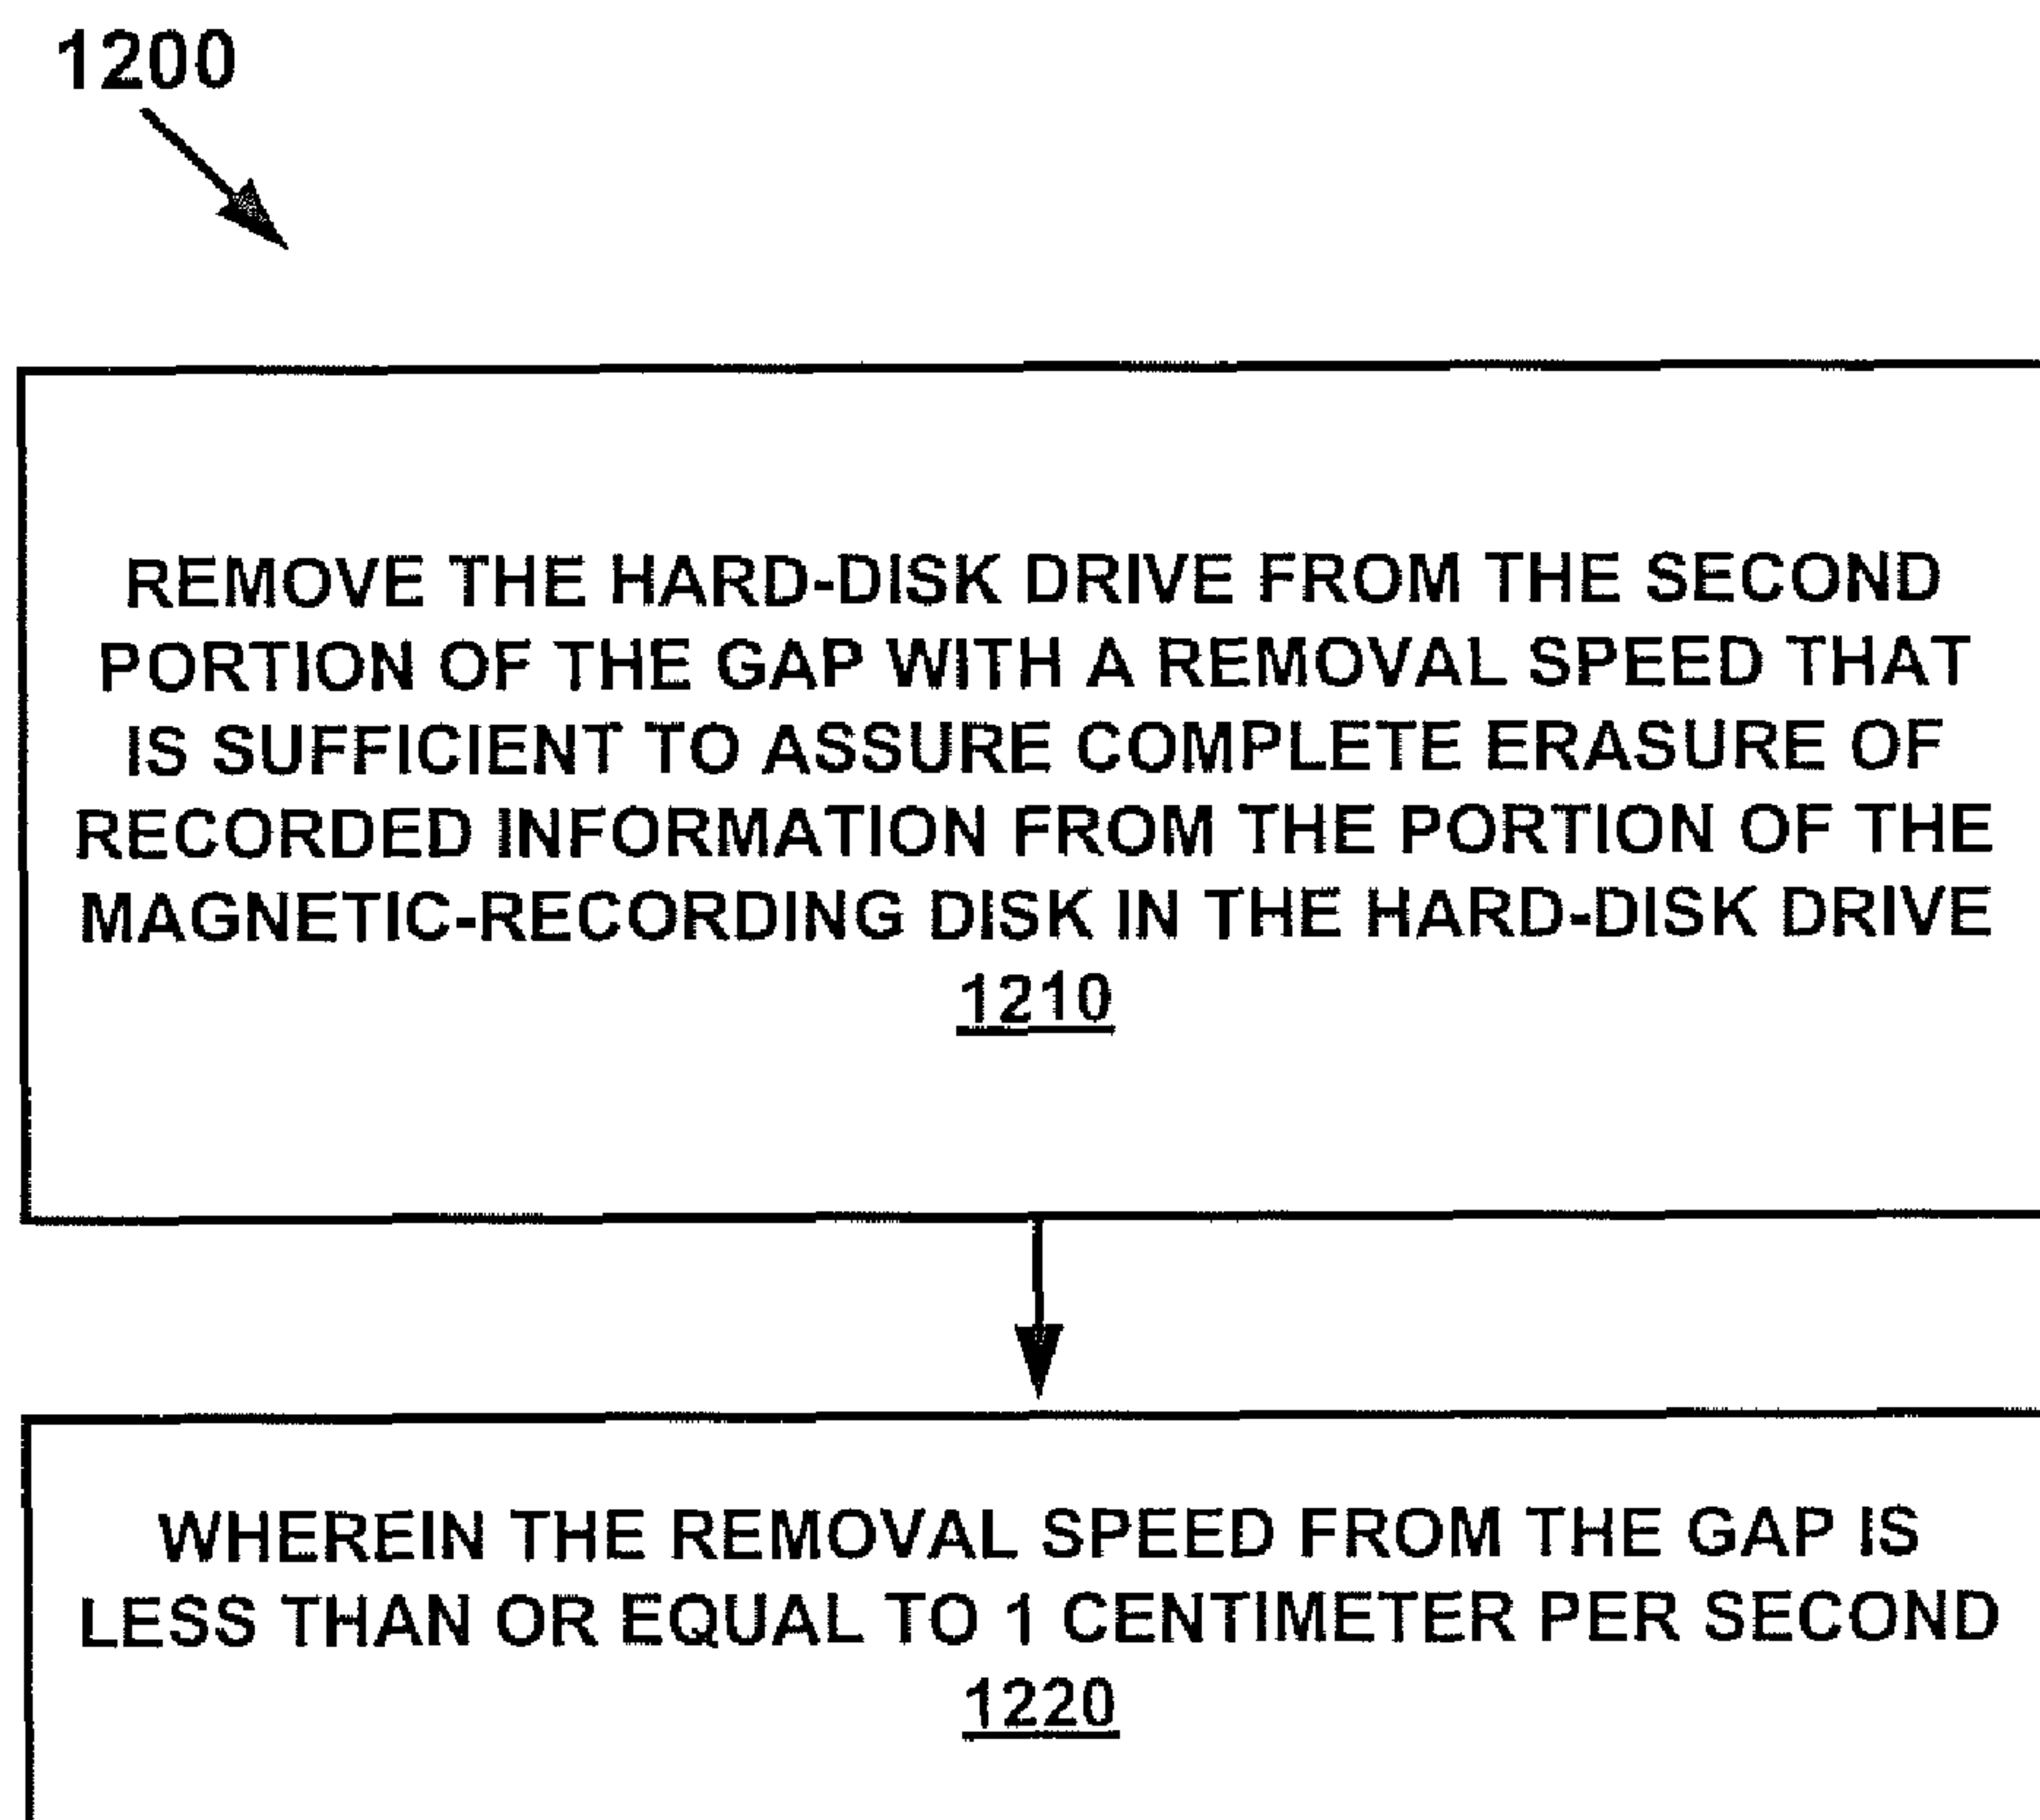 1200
REMOVE THE HARD-DISK DRIVE FROM THE SECOND
PORTION OF THE GAP WITH A REMOVAL SPEED THAT
IS SUFFICIENT TO ASSURE COMPLETE ERASURE OF
RECORDED INFORMATION FROM THE PORTION OF THE
MAGNETIC-RECORDING DISK IN THE HARD-DISK DRIVE
1210
WHEREIN THE REMOVAL SPEED FROM THE GAP IS
LESS THAN OR EQUAL TO 1 CENTIMETER PER SECOND
1220